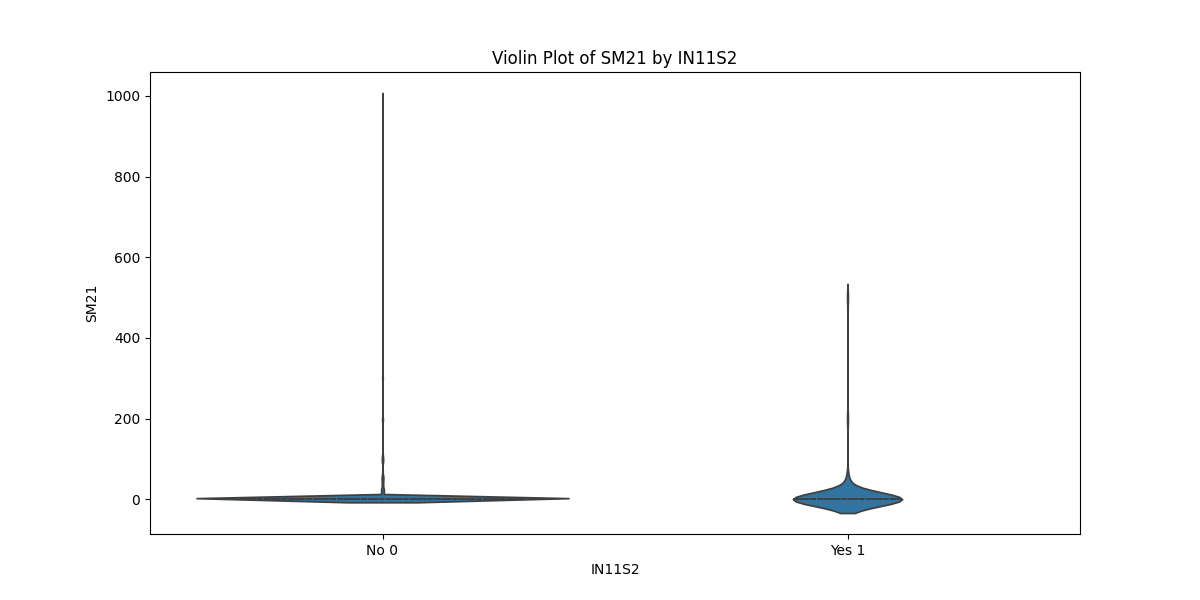 Violin Plot of SM21 by IN11S2
1000
800
600
400
200
0
SM21
No 0
Yes 1
IN11S2